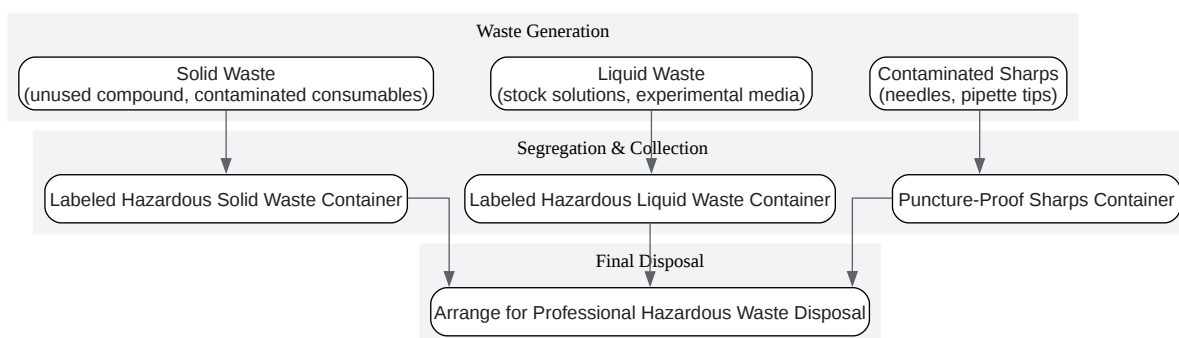 Waste Generation
Solid Waste
(unused compound, contaminated consumables)
Liquid Waste
(stock solutions, experimental media)
Contaminated Sharps
(needles, pipette tips)
Segregation & Collection
Labeled Hazardous Solid Waste Container
Labeled Hazardous Liquid Waste Container
Puncture-Proof Sharps Container
Final Disposal
Arrange for Professional Hazardous Waste Disposal